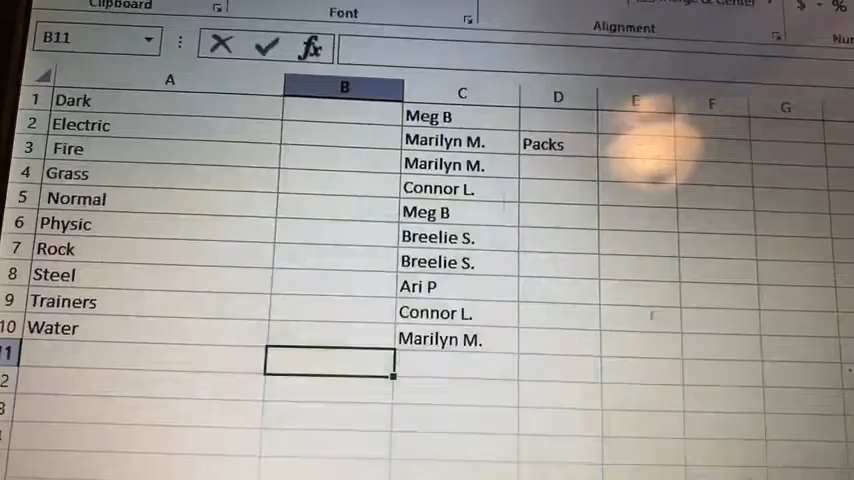 Clipboard Font Alignment
B11 fx
A B C D E F G
1 Dark Meg B
2 Electric Marilyn M. Packs
3 Fire Marilyn M.
4 Grass Connor L.
5 Normal Meg B
6 Physic Breelie S.
7 Rock Breelie S.
8 Steel Ari P
9 Trainers Connor L.
10 Water Marilyn M.